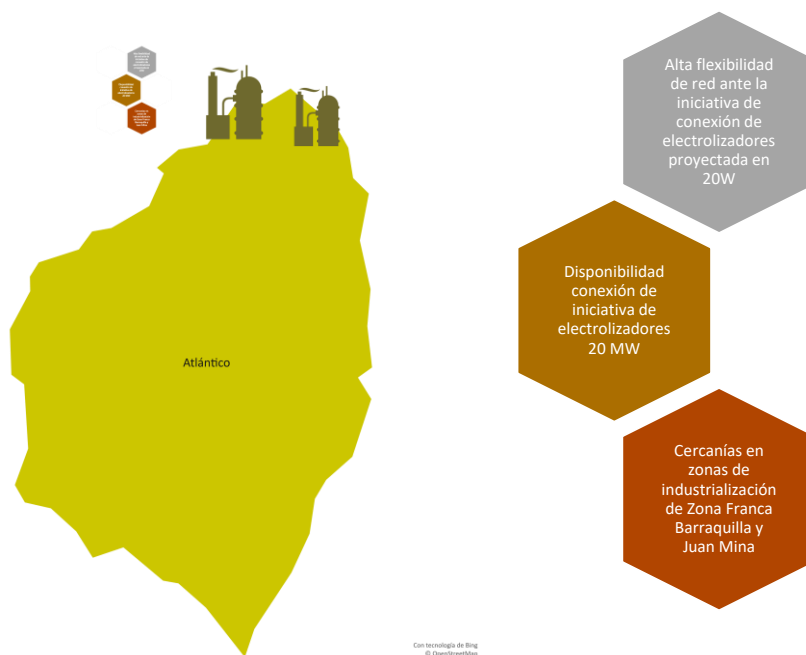 Alta flexibilidad
de red ante la
iniciativa de
conexión de
electrolizadores
proyectada en
20W
Disponibilidad
conexión de
iniciativa de
electrolizadores
20 MW
Atlántico
Cercanías en
zonas de
industrialización
de Zona Franca
Barraquilla y
Juan Mina
Con tecnología de Bing
© OpenStreetMap